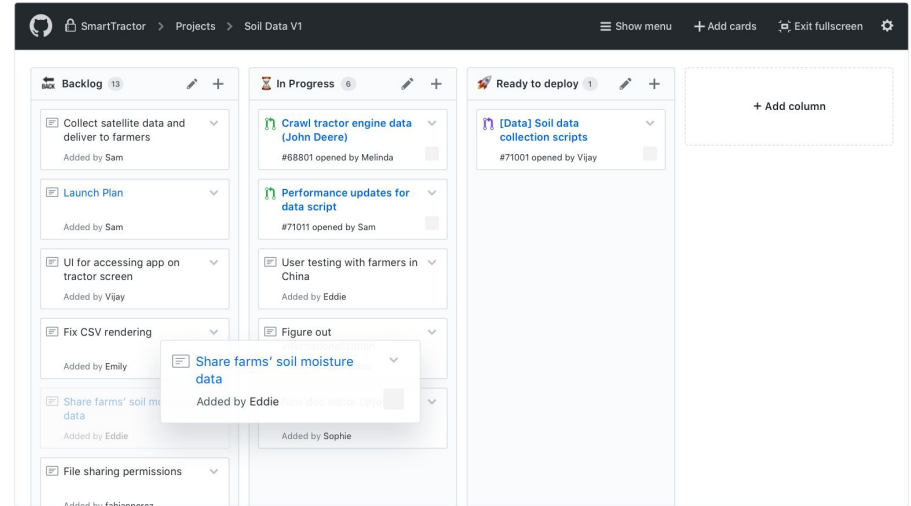 SmartTractor > Projects > Soil Data V1
Show menu
Add cards
Exit fullscreen
BACK
Backlog 13
Collect satellite data and
deliver to farmers
Added by Sam
Launch Plan
Added by Sam
UI for accessing app on
tractor screen
Added by Vijay
Fix CSV rendering
Added by Emily
Share farms' soil
data
Added by Eddie
File sharing permissions
Added by fabianperez
In Progress 6
Crawl tractor engine data
(John Deere)
#68801 opened by Melinda
Performance updates for
data script
#71011 opened by Sam
User testing with farmers in
China
Added by Eddie
Figure out
Share farms' soil moisture
data
Added by Eddie
Added by Sophie
Ready to deploy 1
[Data] Soil data
collection scripts
#71001 opened by Vijay
+ Add column